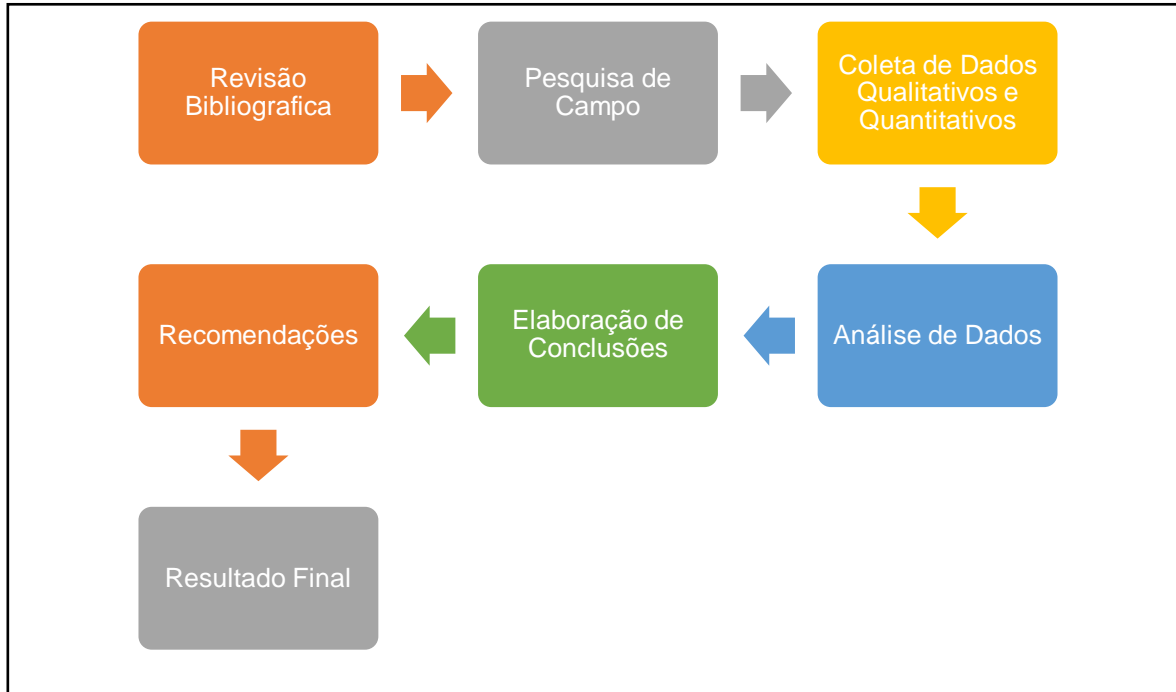 Revisão
Bibliografica
Pesquisa de
Campo
Coleta de Dados
Qualitativos e
Quantitativos
Análise de Dados
Elaboração de
Conclusões
Recomendações
Resultado Final